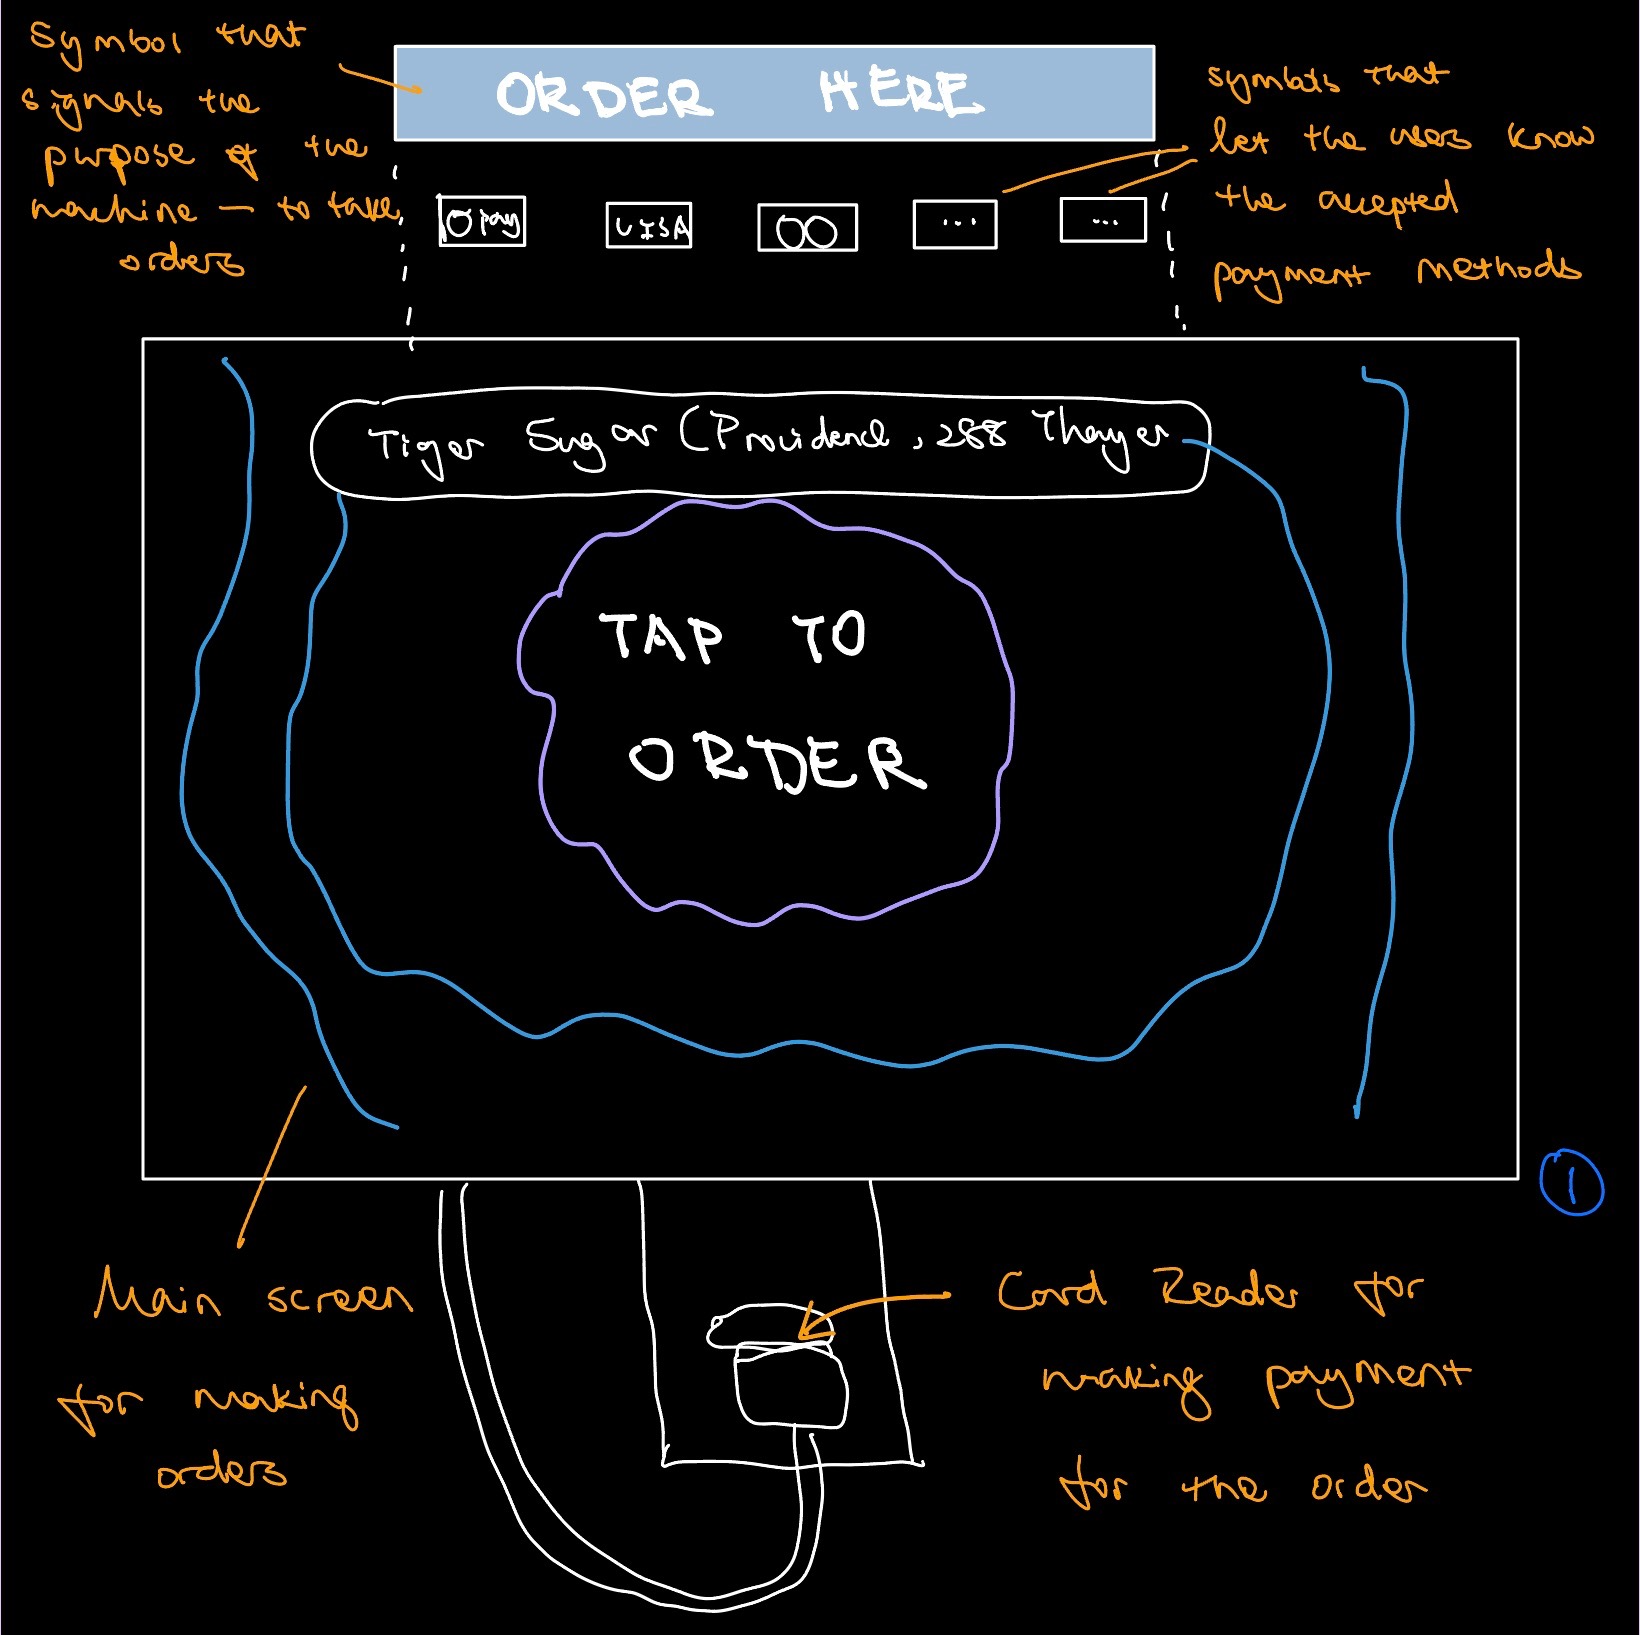 Symbol that
signals the
purpose of the
machine — to take
orders
ORDER HERE
symbols that
let the users know
the accepted
payment methods
Pay
VISA
...
...
Tiger Sugar (Providence, 288 Thayer
TAP TO
ORDER
1
Main screen
for making
orders
Card Reader for
making payment
for the order